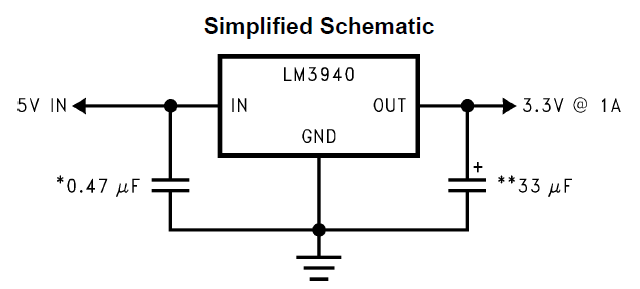 Simplified Schematic
LM3940
5V IN
IN
OUT
3.3V @ 1A
GND
+
*0.47 μF
**33 μF